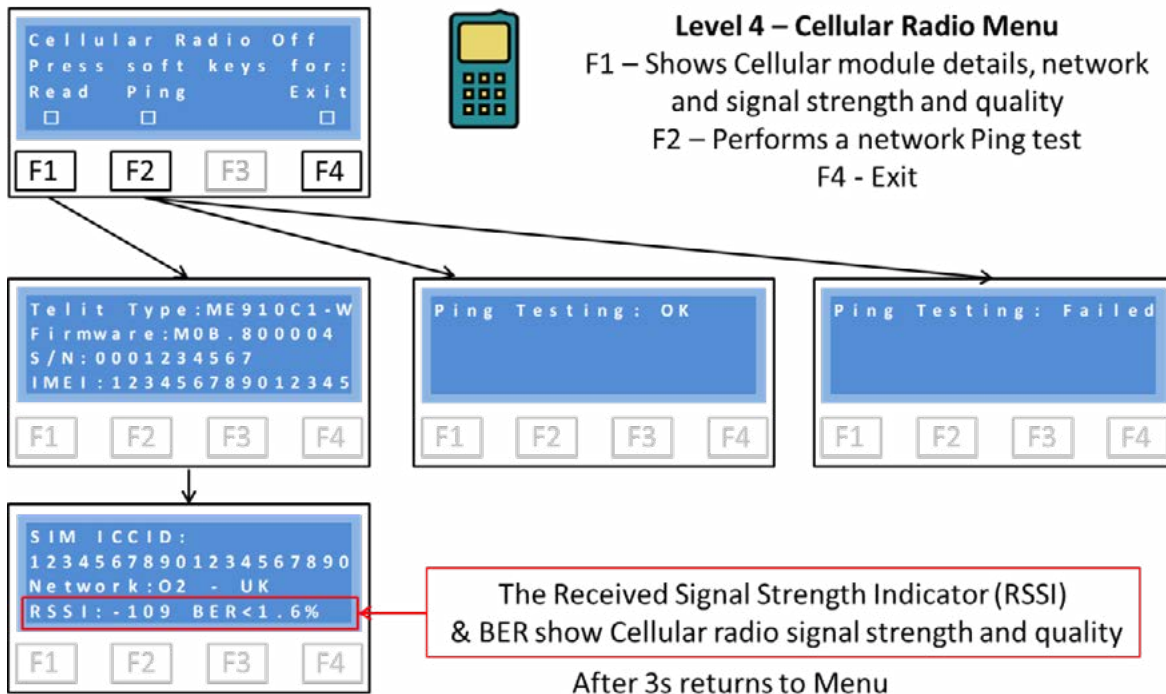 Cellular Radio Off
Press soft keys for:
Read Ping Exit
F1 F2 F3 F4
Level 4 – Cellular Radio Menu
F1 – Shows Cellular module details, network
and signal strength and quality
F2 – Performs a network Ping test
F4 - Exit
Telit Type:ME910C1-W
Firmware:M0B.800004
S/N:0001234567
IMEI:123456789012345
F1 F2 F3 F4
Ping Testing: OK
F1 F2 F3 F4
Ping Testing: Failed
F1 F2 F3 F4
SIM ICCID:
12345678901234567890
Network:O2 - UK
RSSI:-109 BER<1.6%
F1 F2 F3 F4
The Received Signal Strength Indicator (RSSI)
& BER show Cellular radio signal strength and quality
After 3s returns to Menu